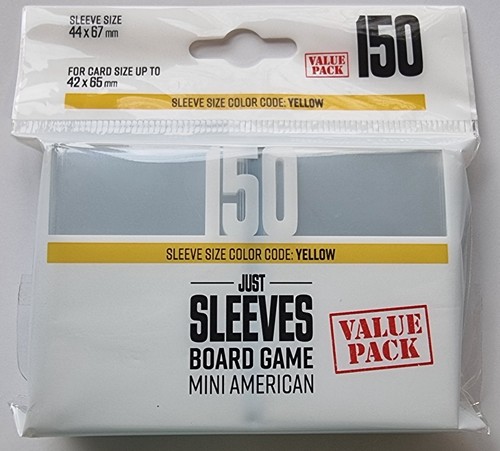 SLEEVE SIZE
44 x 67 mm
FOR CARD SIZE UP TO
42 x 65 mm
VALUE
PACK
150
SLEEVE SIZE COLOR CODE: YELLOW
150
SLEEVE SIZE COLOR CODE: YELLOW
JUST
SLEEVES
BOARD GAME
MINI AMERICAN
VALUE
PACK